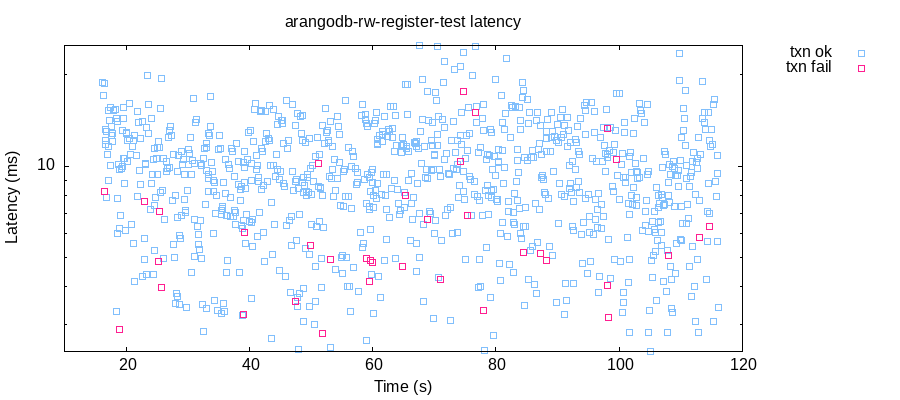 arangodb-rw-register-test latency
txn ok
txn fail
10
Latency (ms)
20 40 60 80 100 120
Time (s)